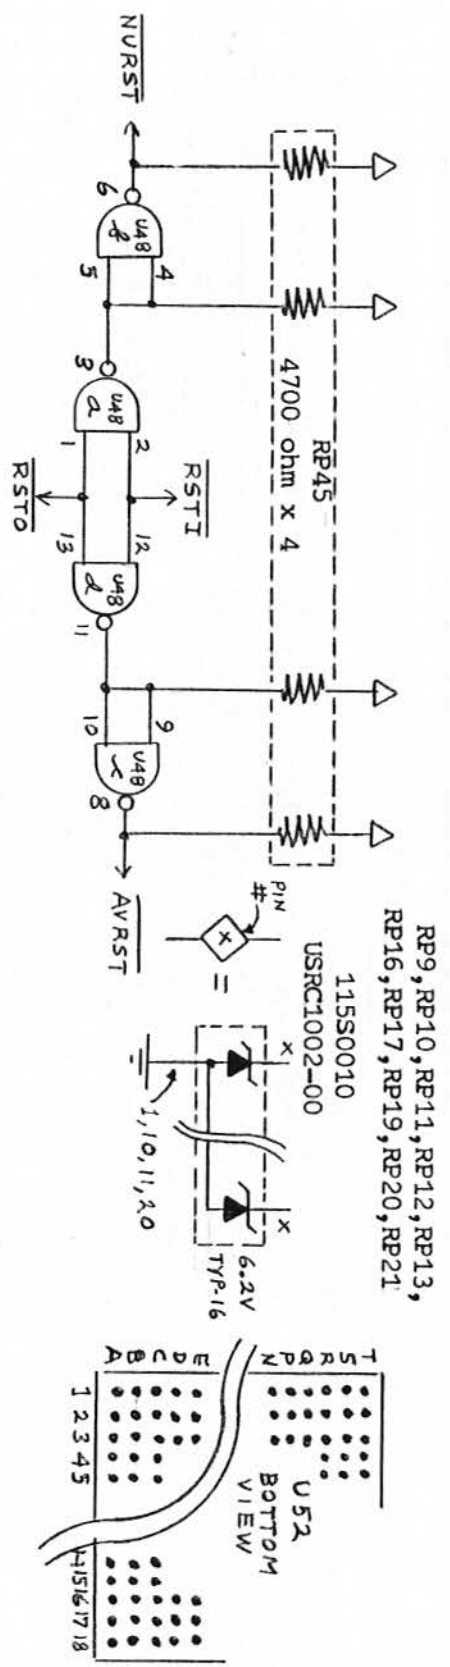 N̅V̅R̅S̅T̅
6
U48
b
5
4
3
U48
a
1
2
RSTO
RSTI
13
12
U48
d
11
10
9
U48
c
8
AVRST
RP45
4700 ohm x 4
PIN
#
x
=
RP9,RP10,RP11,RP12,RP13,
RP16,RP17,RP19,RP20,RP21
115S0010
USRC1002-00
x
x
1,10,11,20
6.2V
TYP-16
T
S
R
Q
P
N
E
D
C
B
A
1 2 3 4 5
14 15 16 17 18
U52
BOTTOM
VIEW